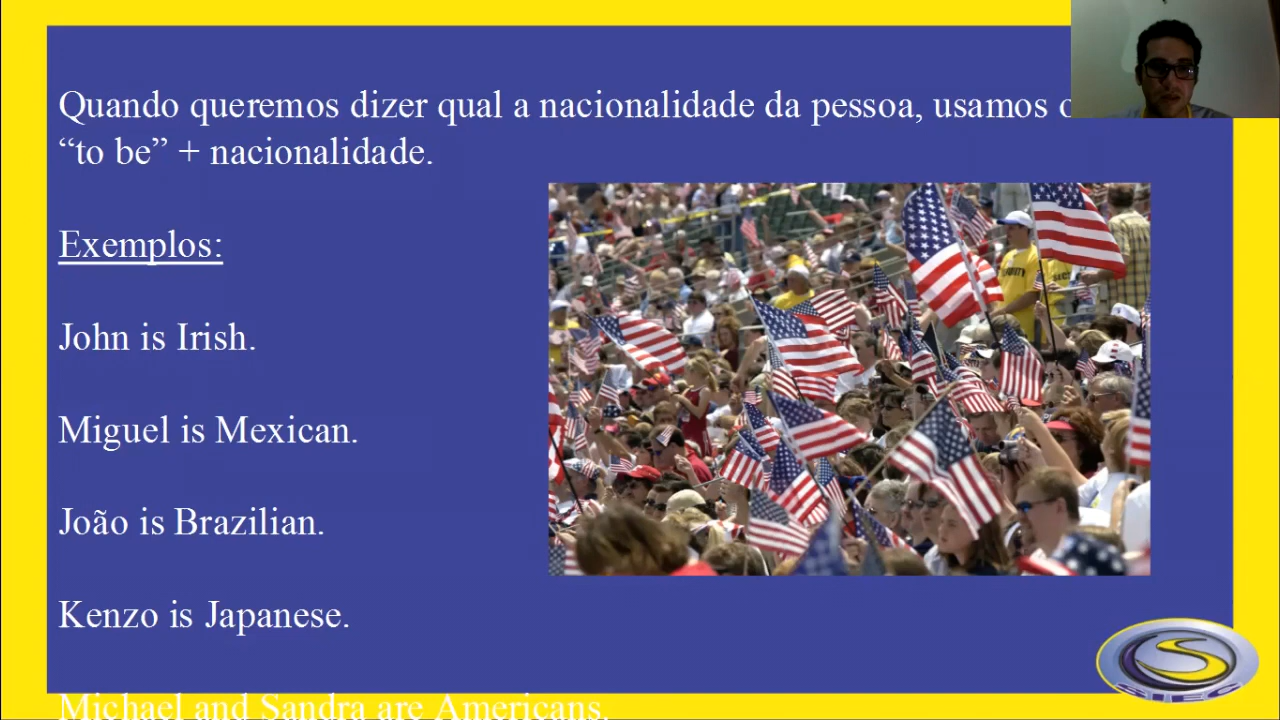 Quando queremos dizer qual a nacionalidade da pessoa, usamos o
“to be” + nacionalidade.
Exemplos:
John is Irish.
Miguel is Mexican.
João is Brazilian.
Kenzo is Japanese.
Michael and Sandra are Americans.